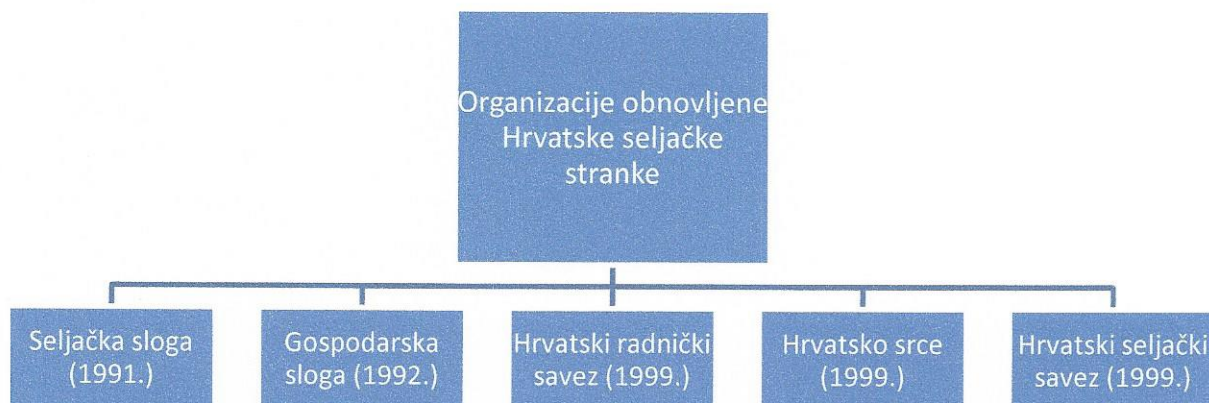 Organizacije obnovljene
Hrvatske seljačke
stranke
Seljačka sloga
(1991.)
Gospodarska
sloga (1992.)
Hrvatski radnički
savez (1999.)
Hrvatsko srce
(1999.)
Hrvatski seljački
savez (1999.)